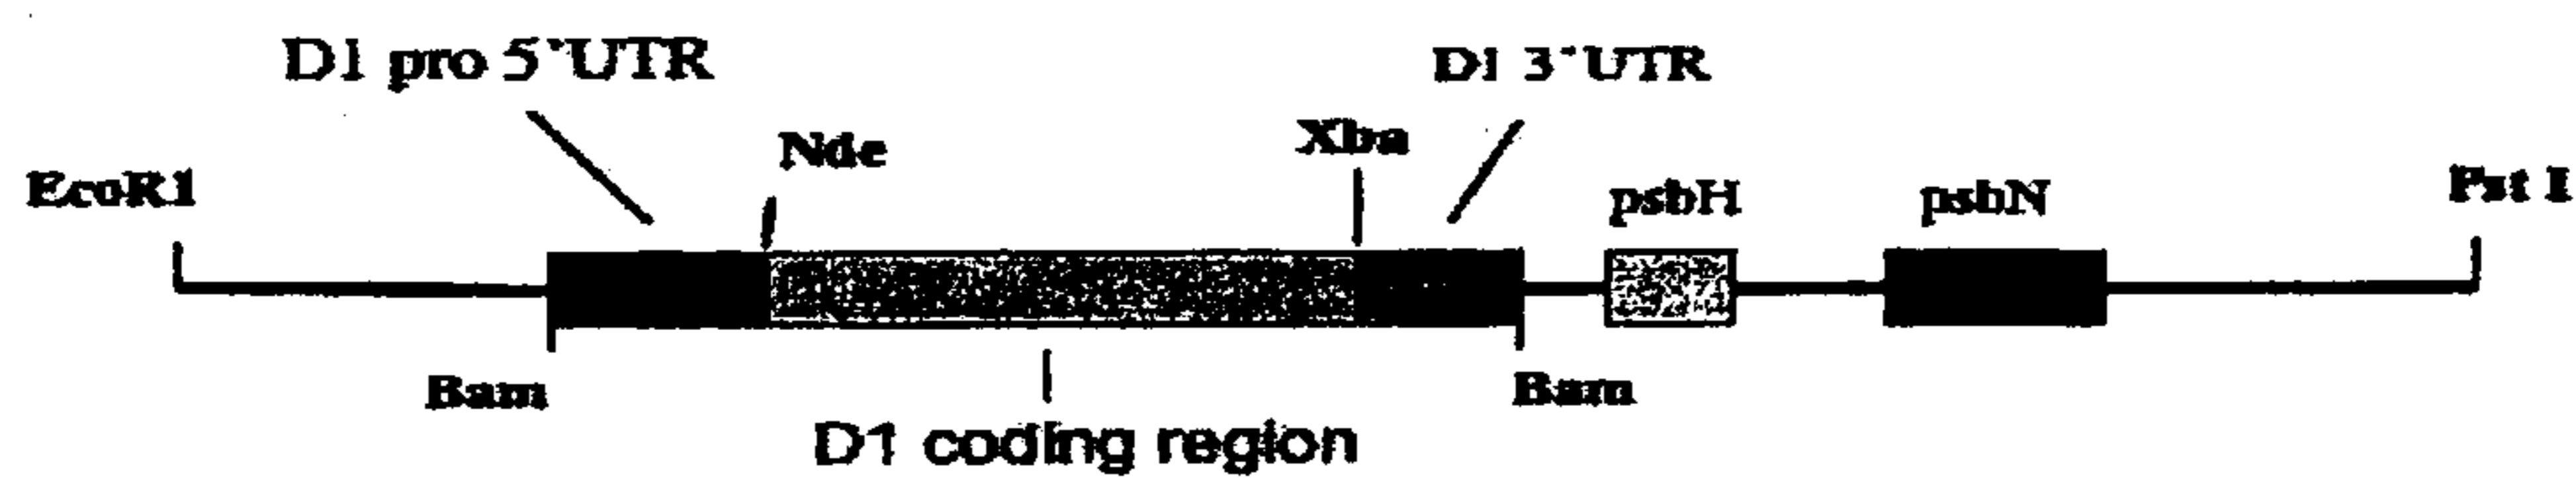 D1 pro 5'UTR
D1 3'UTR
Nde
Xba
EcoR1
psbH
psbN
Pst I
Bam
Bam
D1 coding region